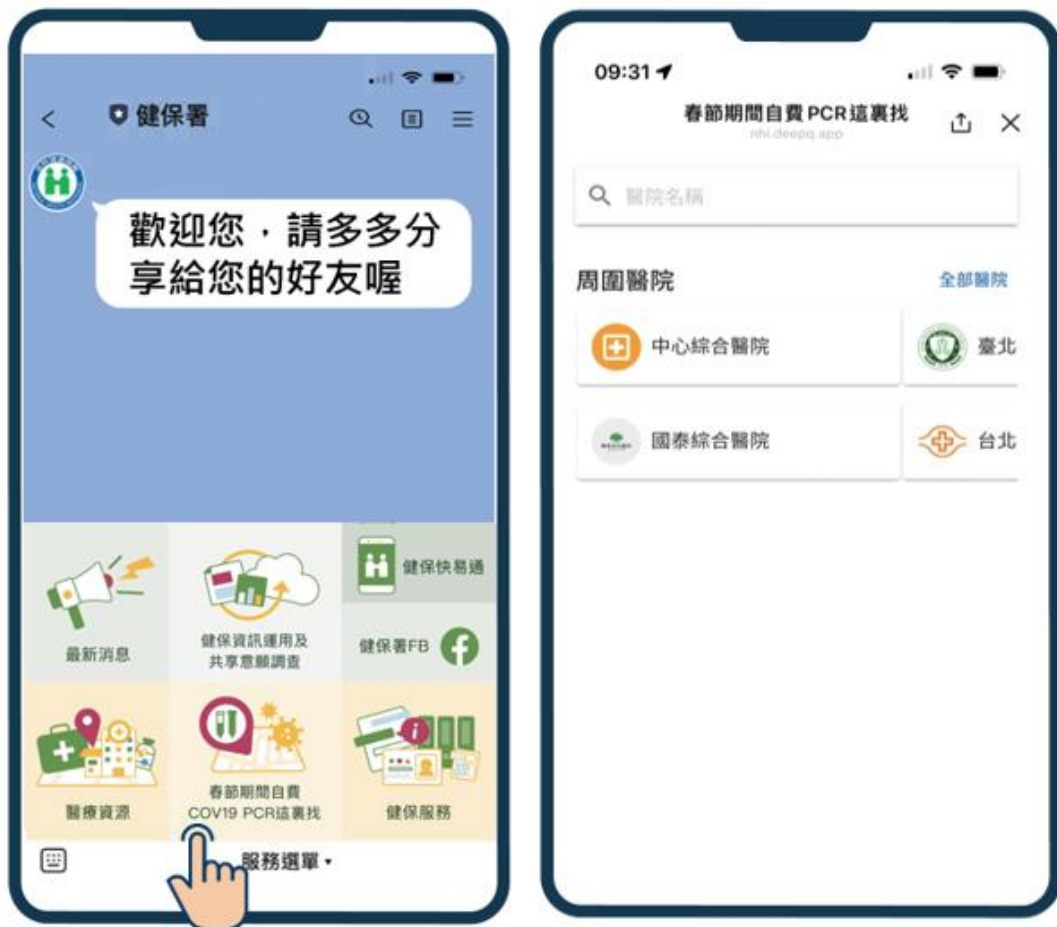 健保署
歡迎您，請多多分
享給您的好友喔
最新消息
健保資訊運用及
共享意願調查
健保快易通
健保署FB
醫療資源
春節期間自費
COV19 PCR這裏找
健保服務
服務選單
09:31
春節期間自費PCR這裏找
nhi.deepq.app
醫院名稱
周圍醫院
全部醫院
中心綜合醫院
臺北
國泰綜合醫院
台北